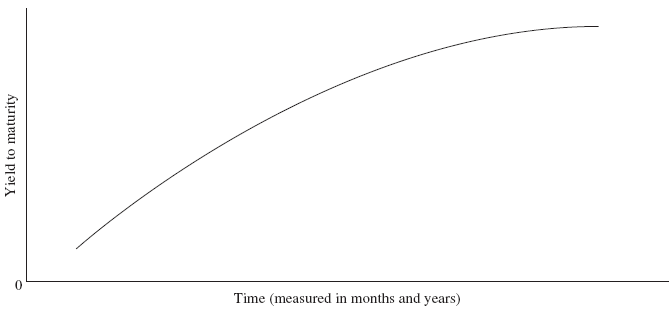 Yield to maturity
0
Time (measured in months and years)